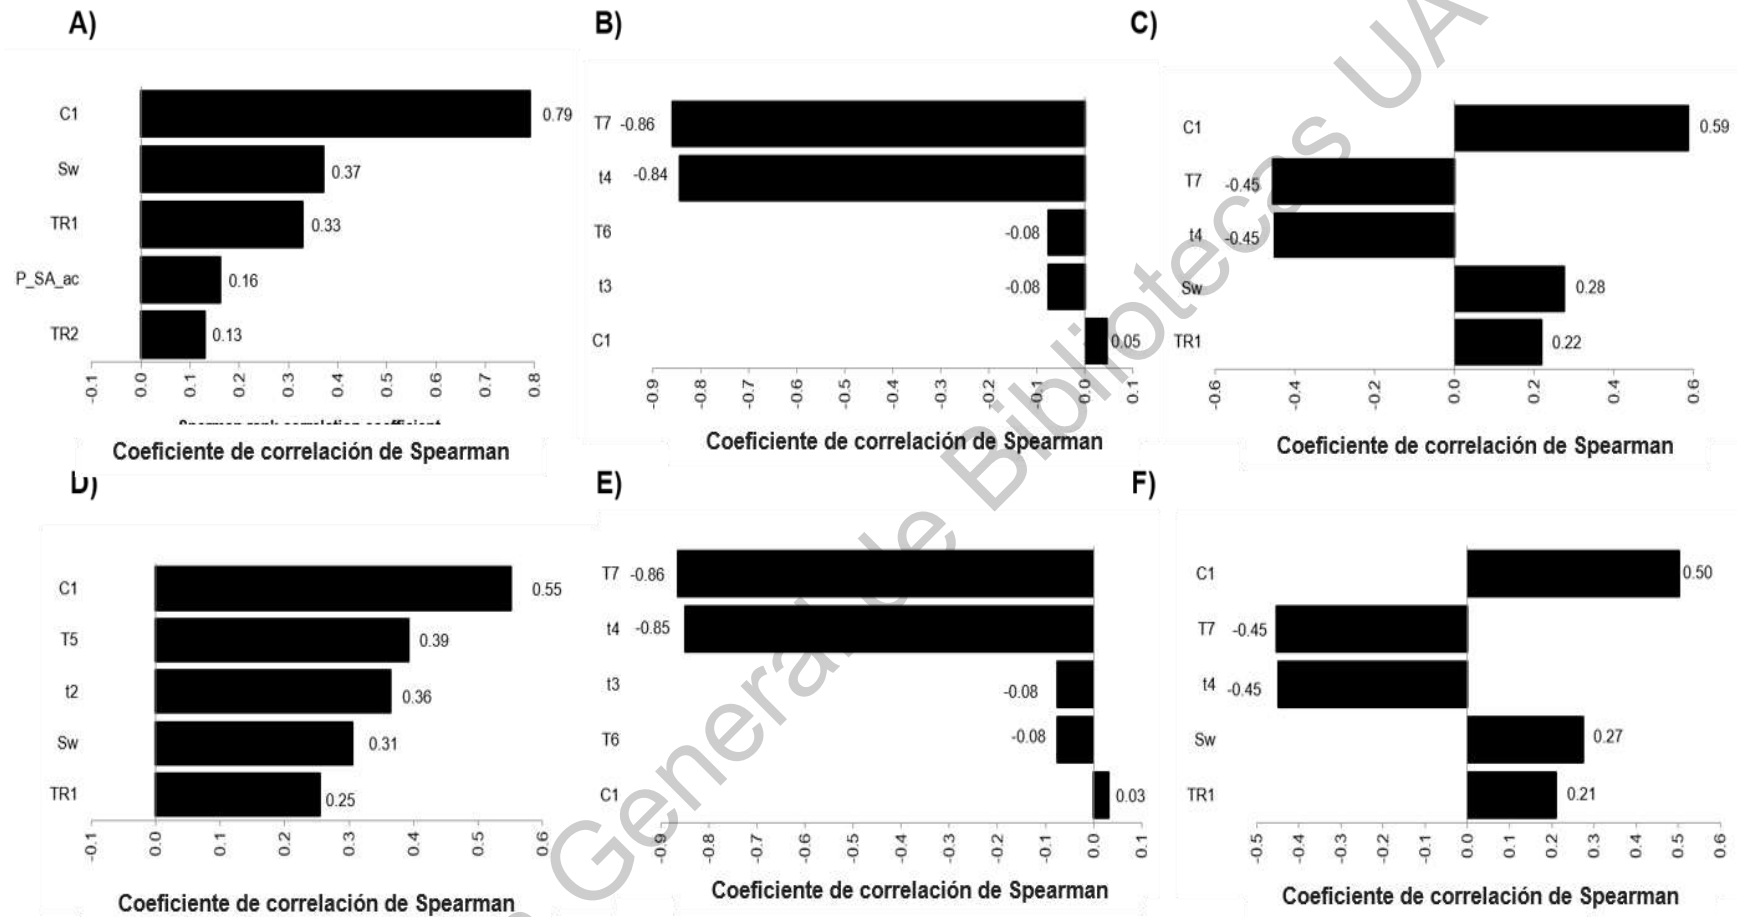 A)
C1
0.79
Sw
0.37
TR1
0.33
P_SA_ac
0.16
TR2
0.13
-0.1 0.0 0.1 0.2 0.3 0.4 0.5 0.6 0.7 0.8
Coeficiente de correlación de Spearman
B)
T7 -0.86
t4 -0.84
T6 -0.08
t3 -0.08
C1 0.05
-0.9 -0.8 -0.7 -0.6 -0.5 -0.4 -0.3 -0.2 -0.1 0.0 0.1
Coeficiente de correlación de Spearman
C)
C1 0.59
T7 -0.45
t4 -0.45
Sw 0.28
TR1 0.22
-0.6 -0.4 -0.2 0.0 0.2 0.4 0.6
Coeficiente de correlación de Spearman
D)
C1 0.55
T5 0.39
t2 0.36
Sw 0.31
TR1 0.25
-0.1 0.0 0.1 0.2 0.3 0.4 0.5 0.6
Coeficiente de correlación de Spearman
E)
T7 -0.86
t4 -0.85
t3 -0.08
T6 -0.08
C1 0.03
-0.9 -0.8 -0.7 -0.6 -0.5 -0.4 -0.3 -0.2 -0.1 0.0 0.1
Coeficiente de correlación de Spearman
F)
C1 0.50
T7 -0.45
t4 -0.45
Sw 0.27
TR1 0.21
-0.5 -0.4 -0.3 -0.2 -0.1 0.0 0.1 0.2 0.3 0.4 0.5 0.6
Coeficiente de correlación de Spearman
General de Bibliotecas UA